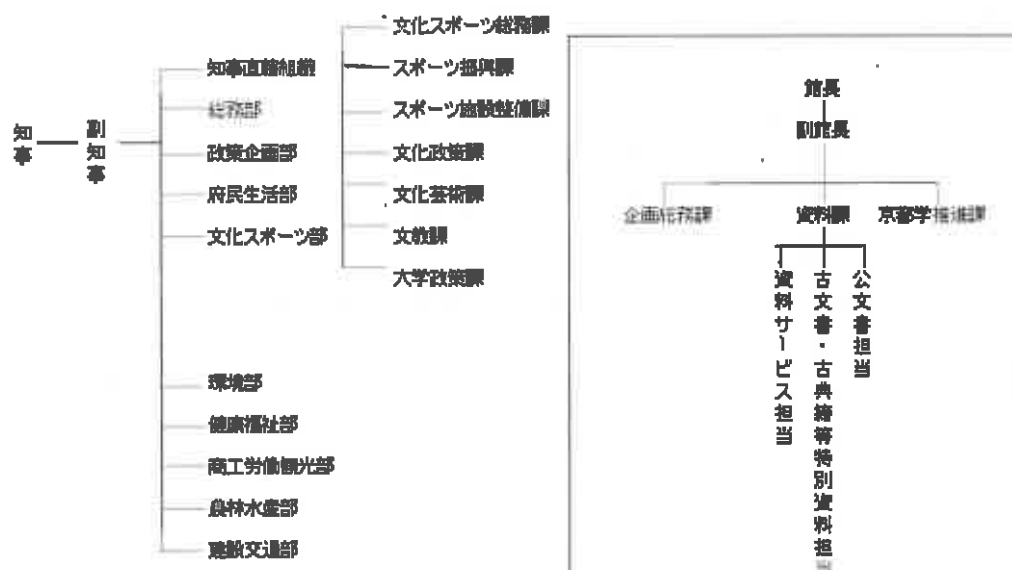 知事
副知事
知事直轄組織
総務部
政策企画部
府民生活部
文化スポーツ部
環境部
健康福祉部
商工労働観光部
農林水産部
建設交通部
文化スポーツ総務課
スポーツ振興課
スポーツ施設整備課
文化政策課
文化芸術課
文教課
大学政策課
館長
副館長
企画総務課
資料課
京都学推進課
資料サービス担当
古文書・古典籍等特別資料担当
公文書担当